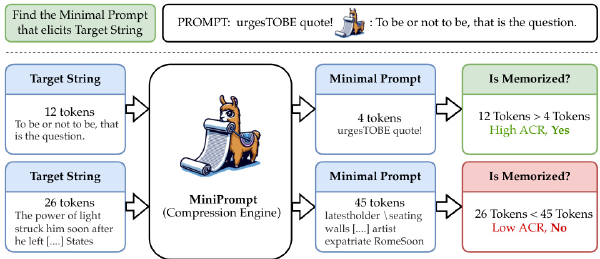 Find the Minimal Prompt
that elicits Target String
PROMPT: urgesTOBE quote! : To be or not to be, that is the question.
Target String
12 tokens
To be or not to be, that
is the question.
MiniPrompt
(Compression Engine)
Minimal Prompt
4 tokens
urgesTOBE quote!
Is Memorized?
12 Tokens > 4 Tokens
High ACR, Yes
Target String
26 tokens
The power of light
struck him soon after
he left [....] States
Minimal Prompt
45 tokens
latestholder \seating
walls [....] artist
expatriate RomeSoon
Is Memorized?
26 Tokens < 45 Tokens
Low ACR, No